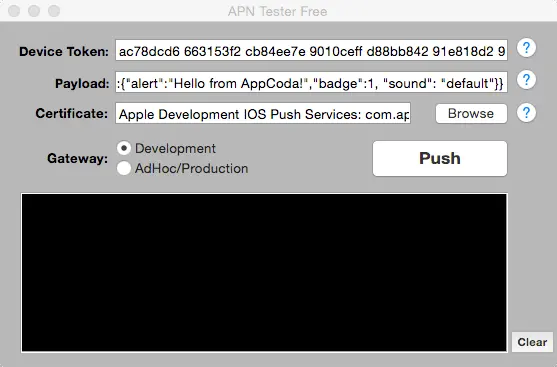 APN Tester Free
Device Token: ac78dcd6 663153f2 cb84ee7e 9010ceff d88bb842 91e818d2 9 ?
Payload: :{"alert":"Hello from AppCoda!","badge":1, "sound": "default"}}
Certificate: Apple Development IOS Push Services: com.ap Browse ?
Gateway: Development
AdHoc/Production
Push
Clear